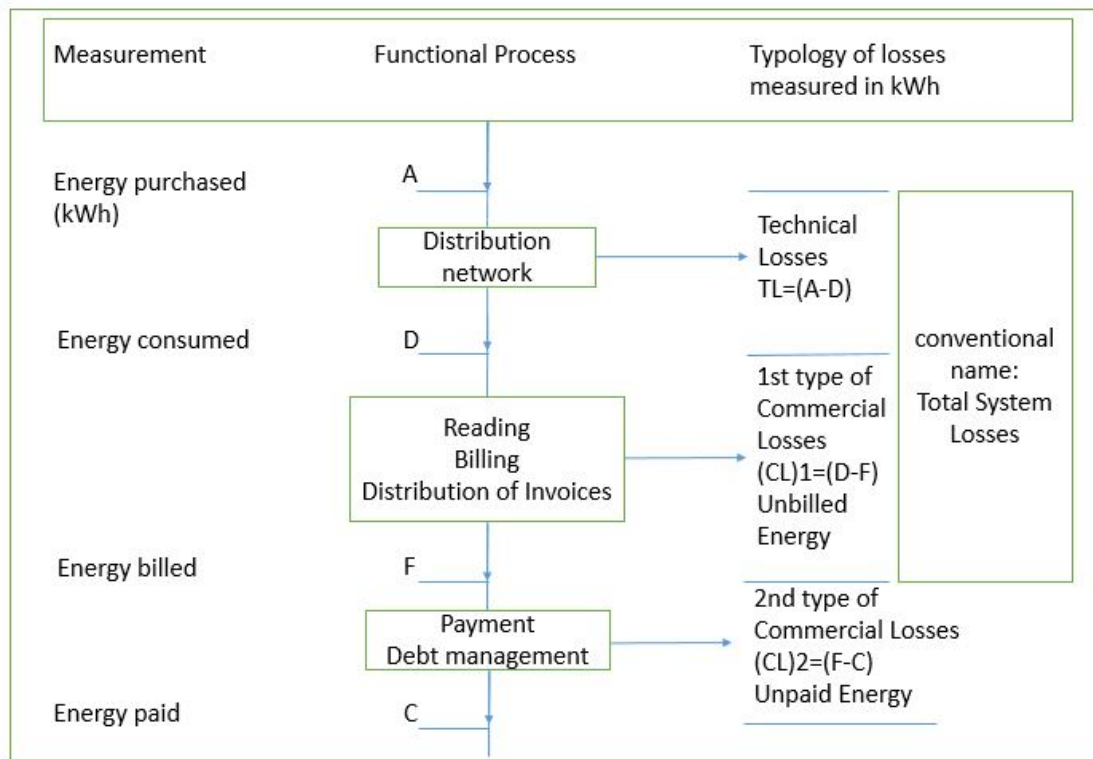 Measurement
Functional Process
Typology of losses
measured in kWh
Energy purchased
(kWh)
A
Distribution
network
Technical
Losses
TL=(A-D)
Energy consumed
D
conventional
name:
Total System
Losses
Reading
Billing
Distribution of Invoices
1st type of
Commercial
Losses
(CL)1=(D-F)
Unbilled
Energy
Energy billed
F
Payment
Debt management
2nd type of
Commercial Losses
(CL)2=(F-C)
Unpaid Energy
Energy paid
C